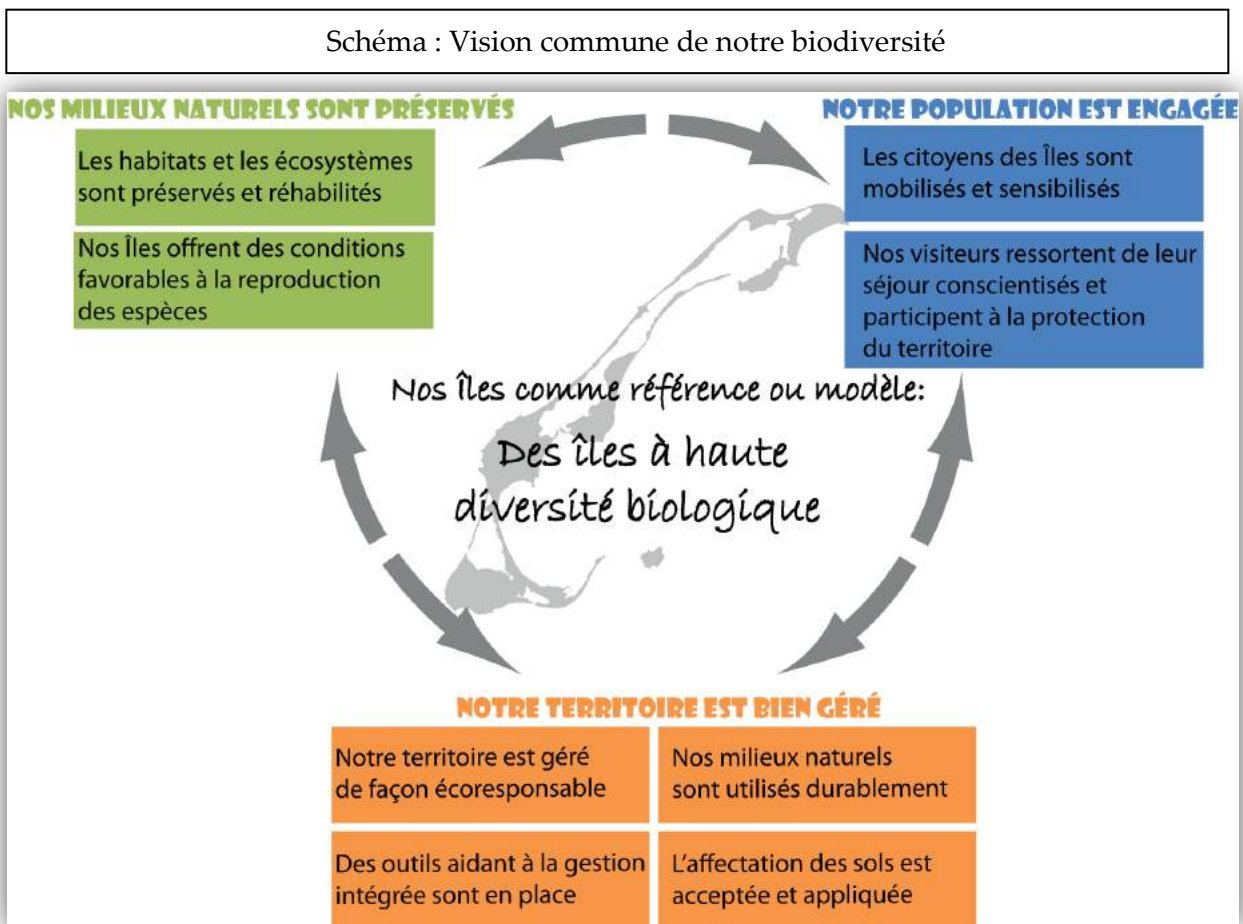 Schéma : Vision commune de notre biodiversité
NOS MILIEUX NATURELS SONT PRÉSERVÉS
Les habitats et les écosystèmes
sont préservés et réhabilités
Nos Îles offrent des conditions
favorables à la reproduction
des espèces
NOTRE POPULATION EST ENGAGÉE
Les citoyens des Îles sont
mobilisés et sensibilisés
Nos visiteurs ressortent de leur
séjour conscientisés et
participent à la protection
du territoire
Nos îles comme référence ou modèle:
Des îles à haute
diversité biologique
NOTRE TERRITOIRE EST BIEN GÉRÉ
Notre territoire est géré
de façon écoresponsable
Nos milieux naturels
sont utilisés durablement
Des outils aidant à la gestion
intégrée sont en place
L'affectation des sols est
acceptée et appliquée